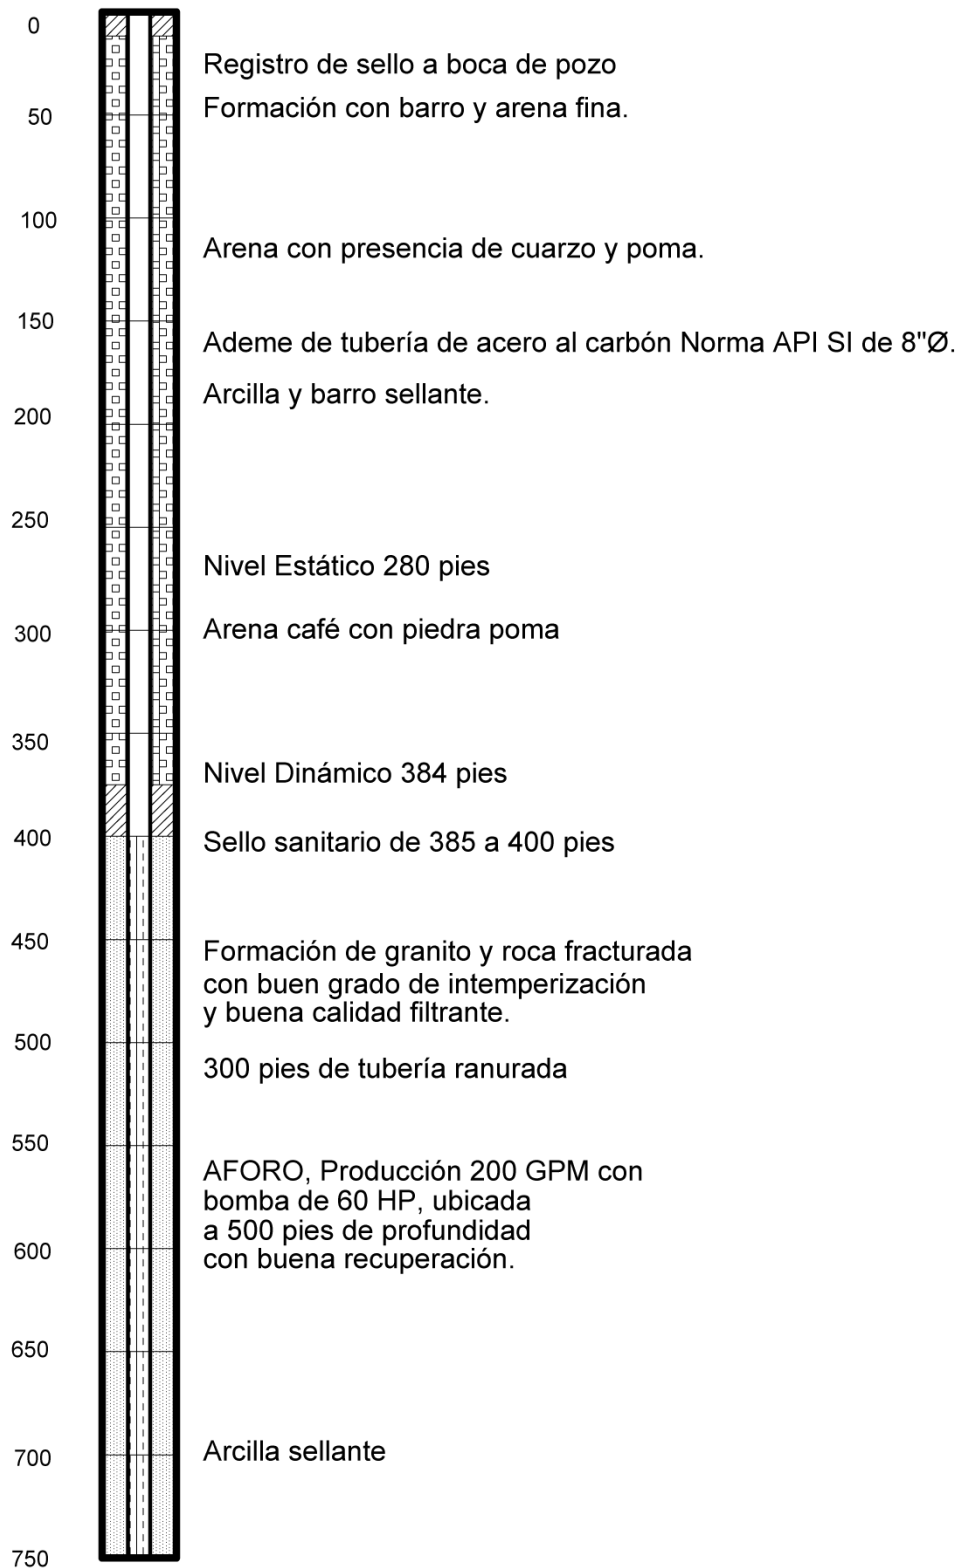 0
Registro de sello a boca de pozo
Formación con barro y arena fina.
50
100
Arena con presencia de cuarzo y poma.
150
Ademe de tubería de acero al carbón Norma API SI de 8"Ø.
Arcilla y barro sellante.
200
250
Nivel Estático 280 pies
Arena café con piedra poma
300
350
Nivel Dinámico 384 pies
400
Sello sanitario de 385 a 400 pies
450
Formación de granito y roca fracturada
con buen grado de intemperización
y buena calidad filtrante.
500
300 pies de tubería ranurada
550
AFORO, Producción 200 GPM con
bomba de 60 HP, ubicada
a 500 pies de profundidad
con buena recuperación.
600
650
700
Arcilla sellante
750